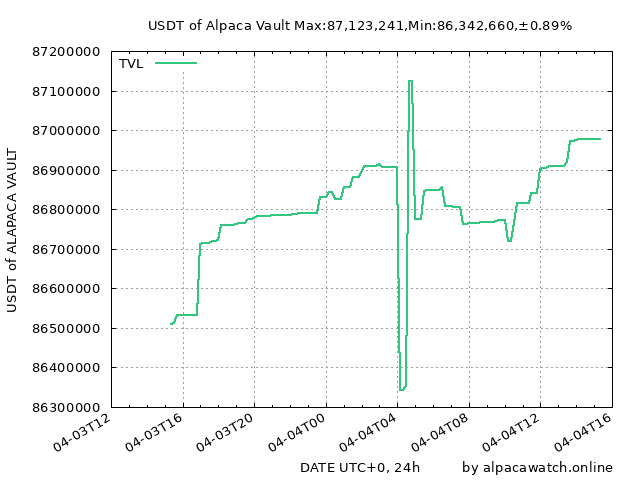 USDT of Alpaca Vault Max:87,123,241,Min:86,342,660,±0.89%
TVL
USDT of ALAPACA VAULT
87200000
87100000
87000000
86900000
86800000
86700000
86600000
86500000
86400000
86300000
04-03T12
04-03T16
04-03T20
04-04T00
04-04T04
04-04T08
04-04T12
04-04T16
DATE UTC+0, 24h
by alpacawatch.online